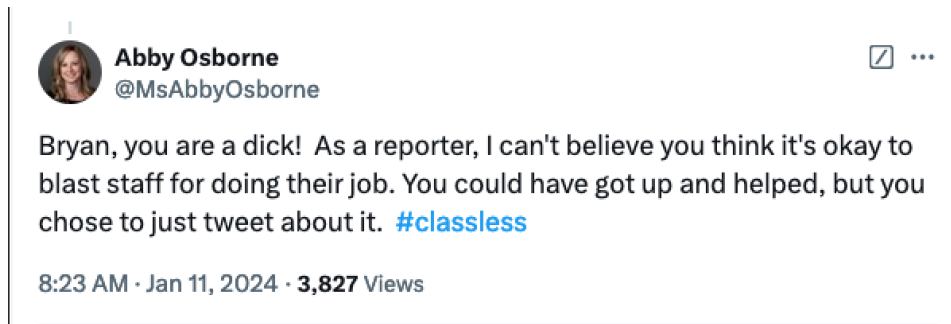 Abby Osborne
@MsAbbyOsborne
Bryan, you are a dick!  As a reporter, I can't believe you think it's okay to
blast staff for doing their job. You could have got up and helped, but you
chose to just tweet about it.  #classless
8:23 AM · Jan 11, 2024 · 3,827 Views